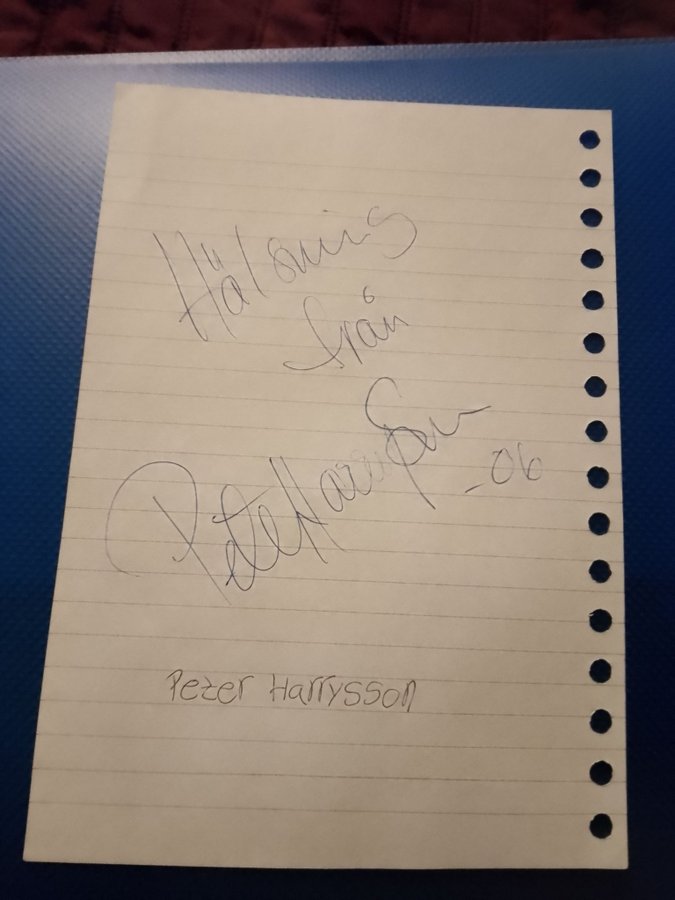 Hälsning
från
Peter Harrysson -06
Peter Harrysson